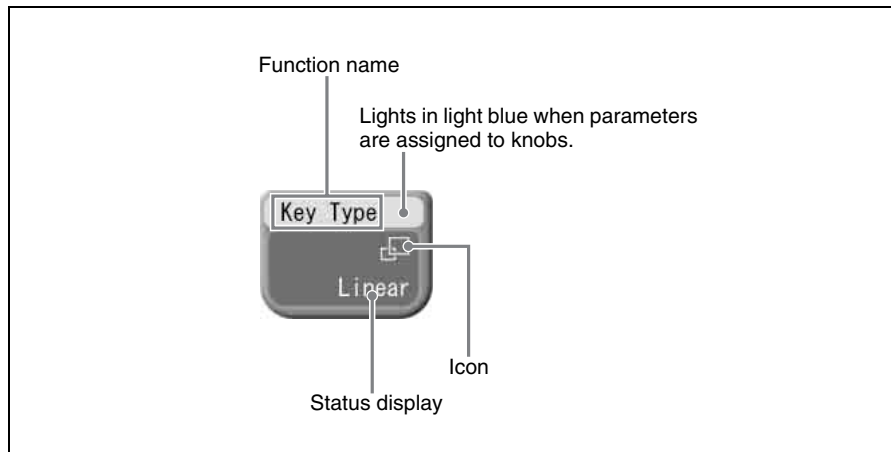 Function name
Lights in light blue when parameters
are assigned to knobs.
Key Type
Linear
Icon
Status display